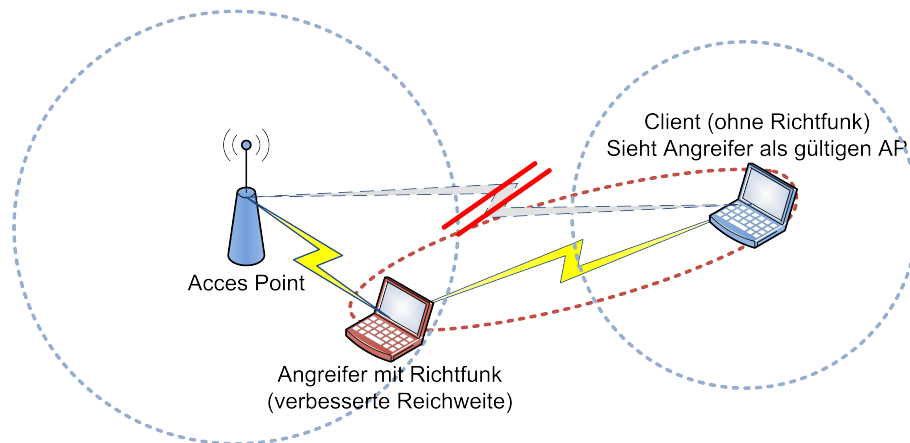 Client (ohne Richtfunk)
Sieht Angreifer als gültigen AP
Acces Point
Angreifer mit Richtfunk
(verbesserte Reichweite)